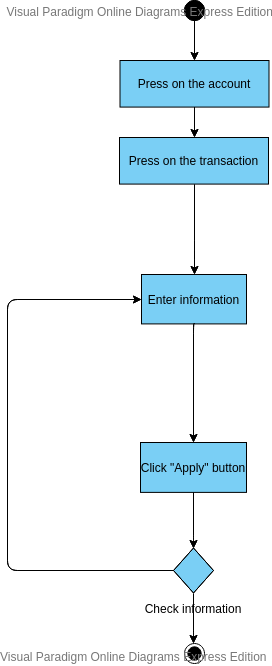 Visual Paradigm Online Diagrams Express Edition
Press on the account
Press on the transaction
Enter information
Click "Apply" button
Check information
Visual Paradigm Online Diagrams Express Edition